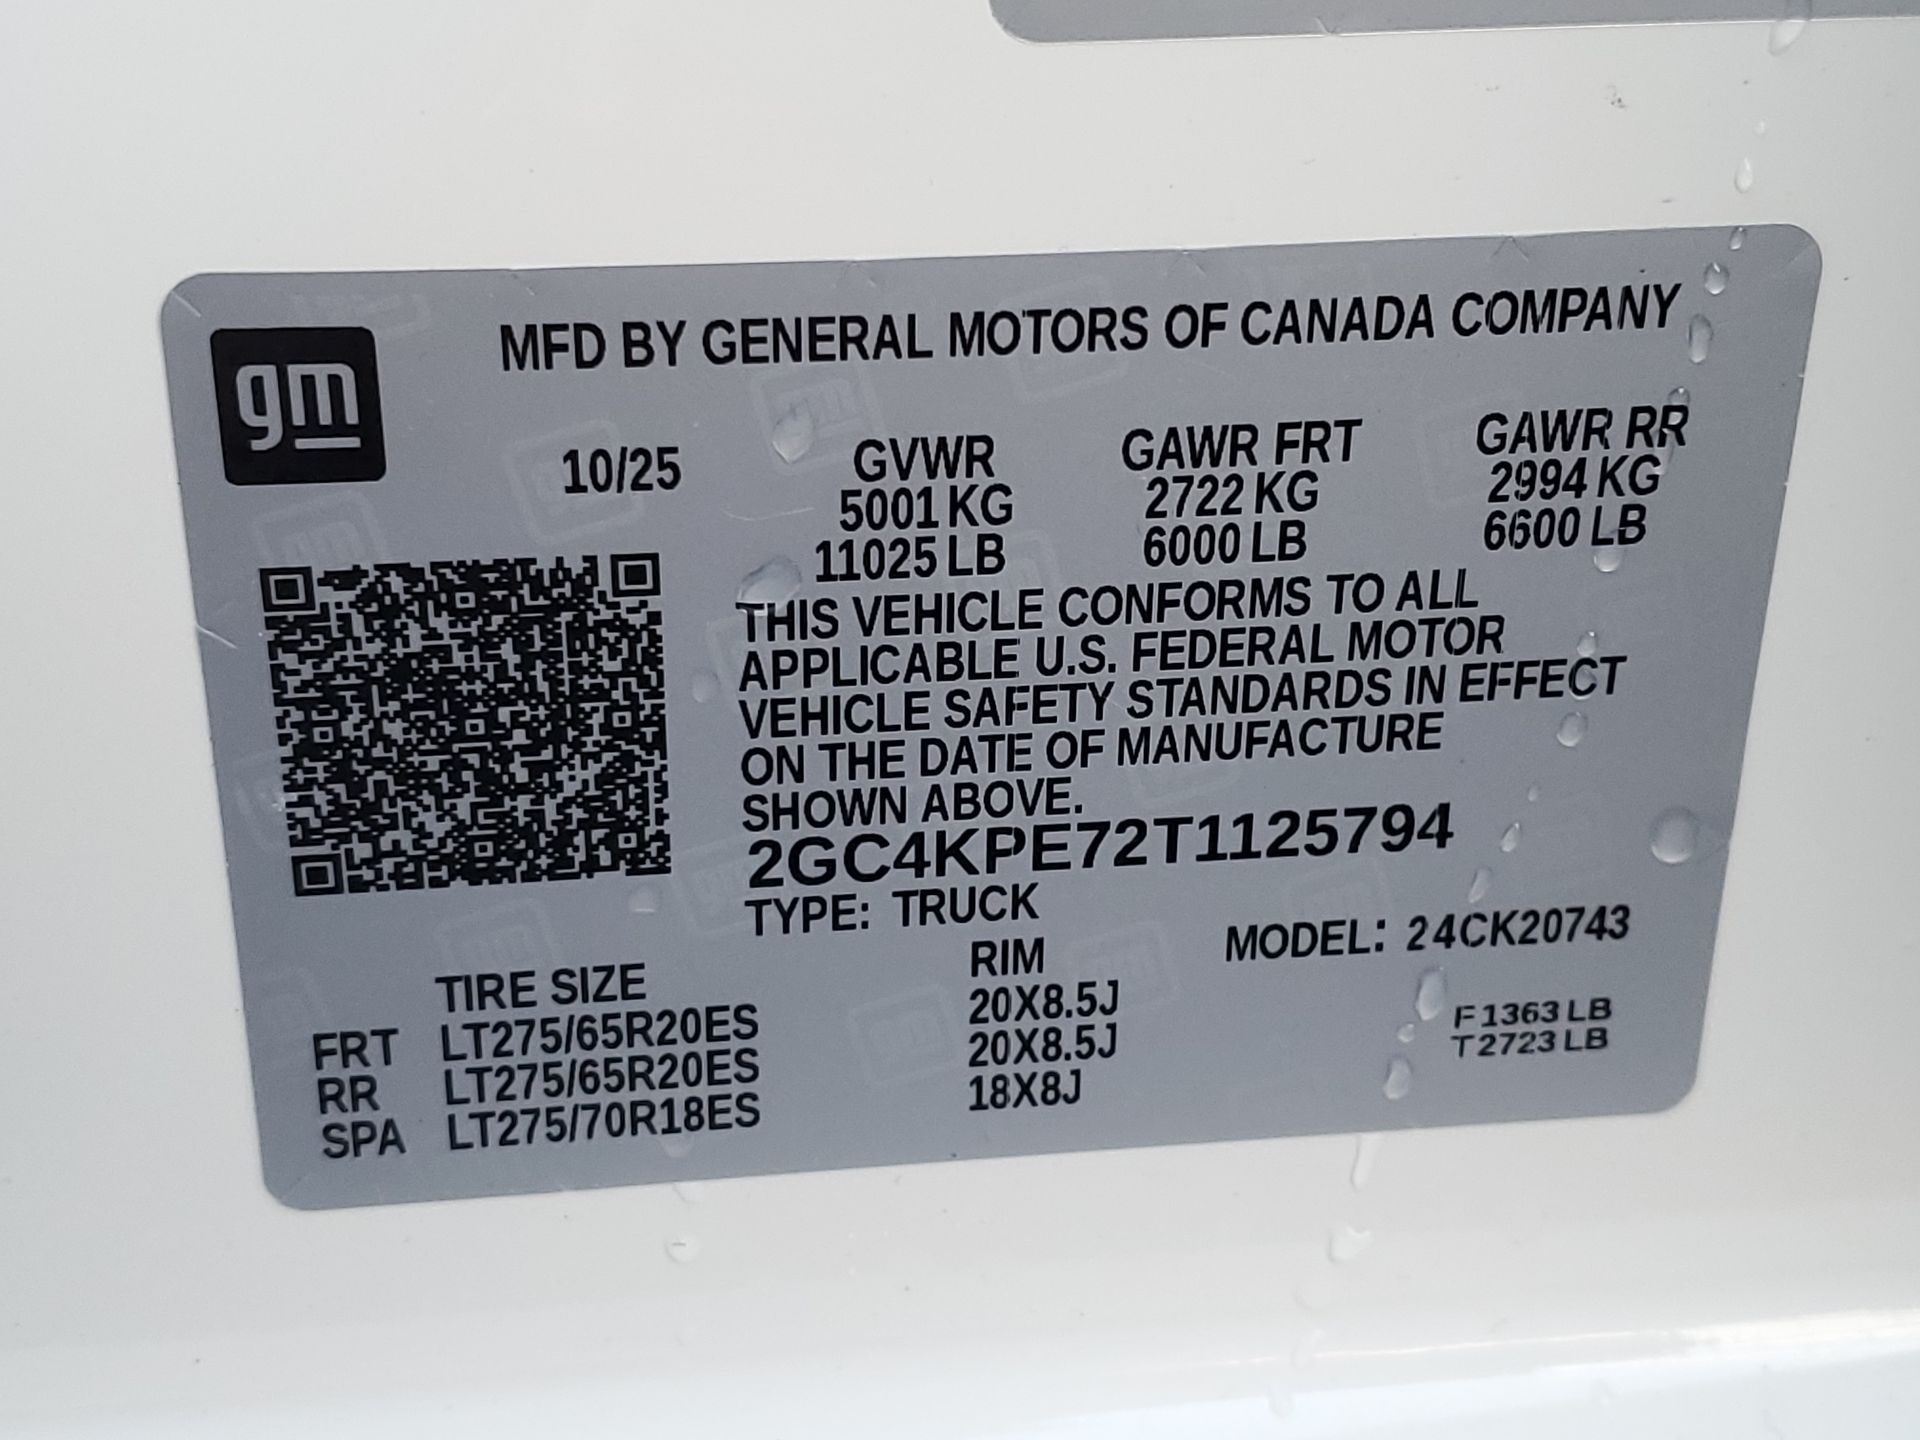 gm
MFD BY GENERAL MOTORS OF CANADA COMPANY
10/25 GVWR GAWR FRT GAWR RR
5001 KG 2722 KG 2994 KG
11025 LB 6000 LB 6600 LB
THIS VEHICLE CONFORMS TO ALL
APPLICABLE U.S. FEDERAL MOTOR
VEHICLE SAFETY STANDARDS IN EFFECT
ON THE DATE OF MANUFACTURE
SHOWN ABOVE.
2GC4KPE72T1125794
TYPE: TRUCK
MODEL: 24CK20743
TIRE SIZE RIM
FRT LT275/65R20ES 20X8.5J
RR LT275/65R20ES 20X8.5J
SPA LT275/70R18ES 18X8J
F 1363 LB
T 2723 LB